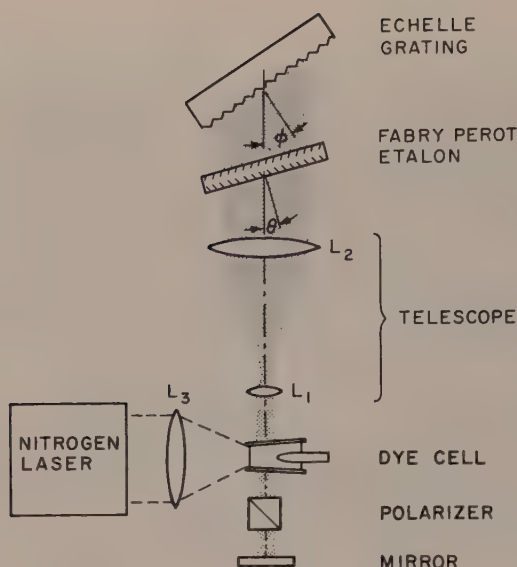 ECHELLE
GRATING
ϕ
FABRY PEROT
ETALON
θ
L2
TELESCOPE
L3
L1
NITROGEN
LASER
DYE CELL
POLARIZER
MIRROR